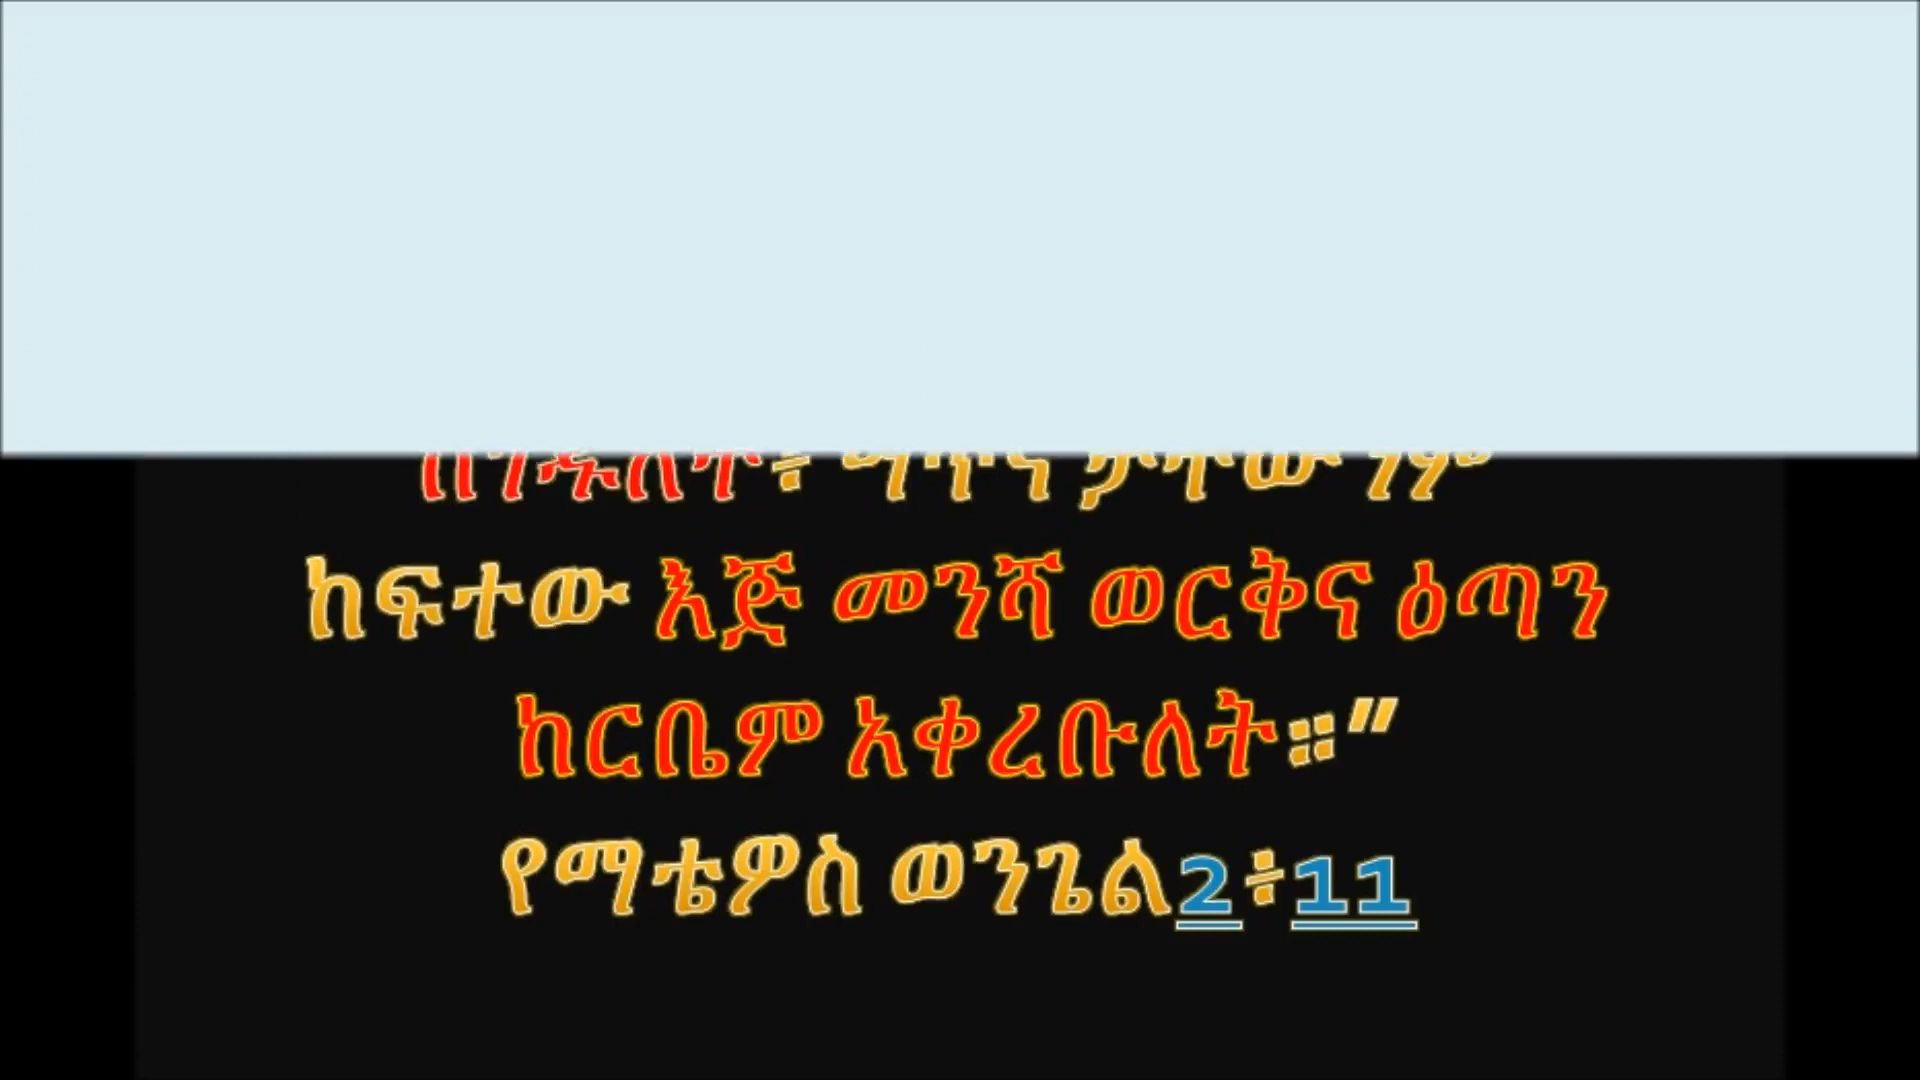 ከፍተው እጅ መንሻ ወርቅና ዕጣን
ከርቤም አቀረቡለት።”
የማቴዎስ ወንጌል2፥11